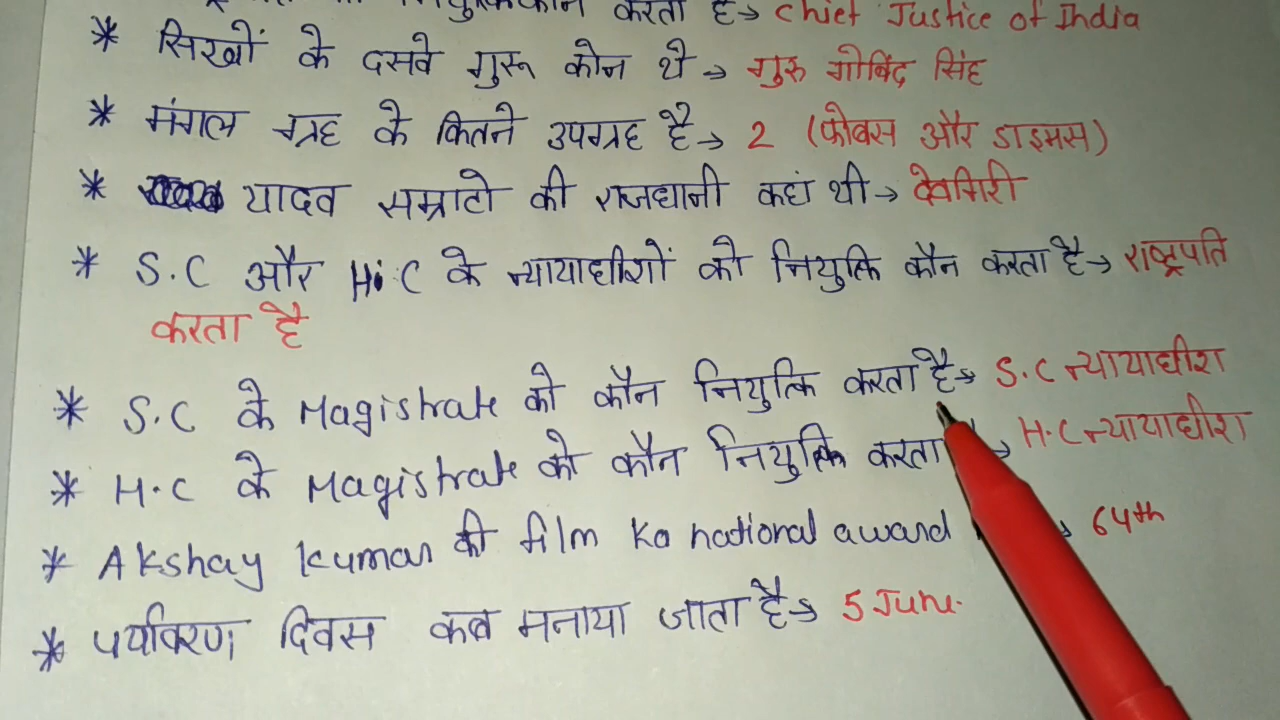 नियुक्ति कौन करता है→ Chief Justice of India
* सिखों के दसवे गुरू कोन थे → गुरु गोबिंद सिंह
* मंगल ग्रह के कितने उपग्रह है → 2 (फोबस और डाइमस)
* यादव सम्राटो की राजधानी कहां थी → देवगिरी
* S.C और H.C के न्यायाधीशों को नियुक्ति कौन करता है → राष्ट्रपति
करता है
* S.C के Magistrate को कौन नियुक्ति करता है→ S.C न्यायाधीश
* H.C के Magistrate को कौन नियुक्ति करता → H.C न्यायाधीश
* Akshay kumar की film ka national award → 64th
* पर्यावरण दिवस कब मनाया जाता है→ 5 June.